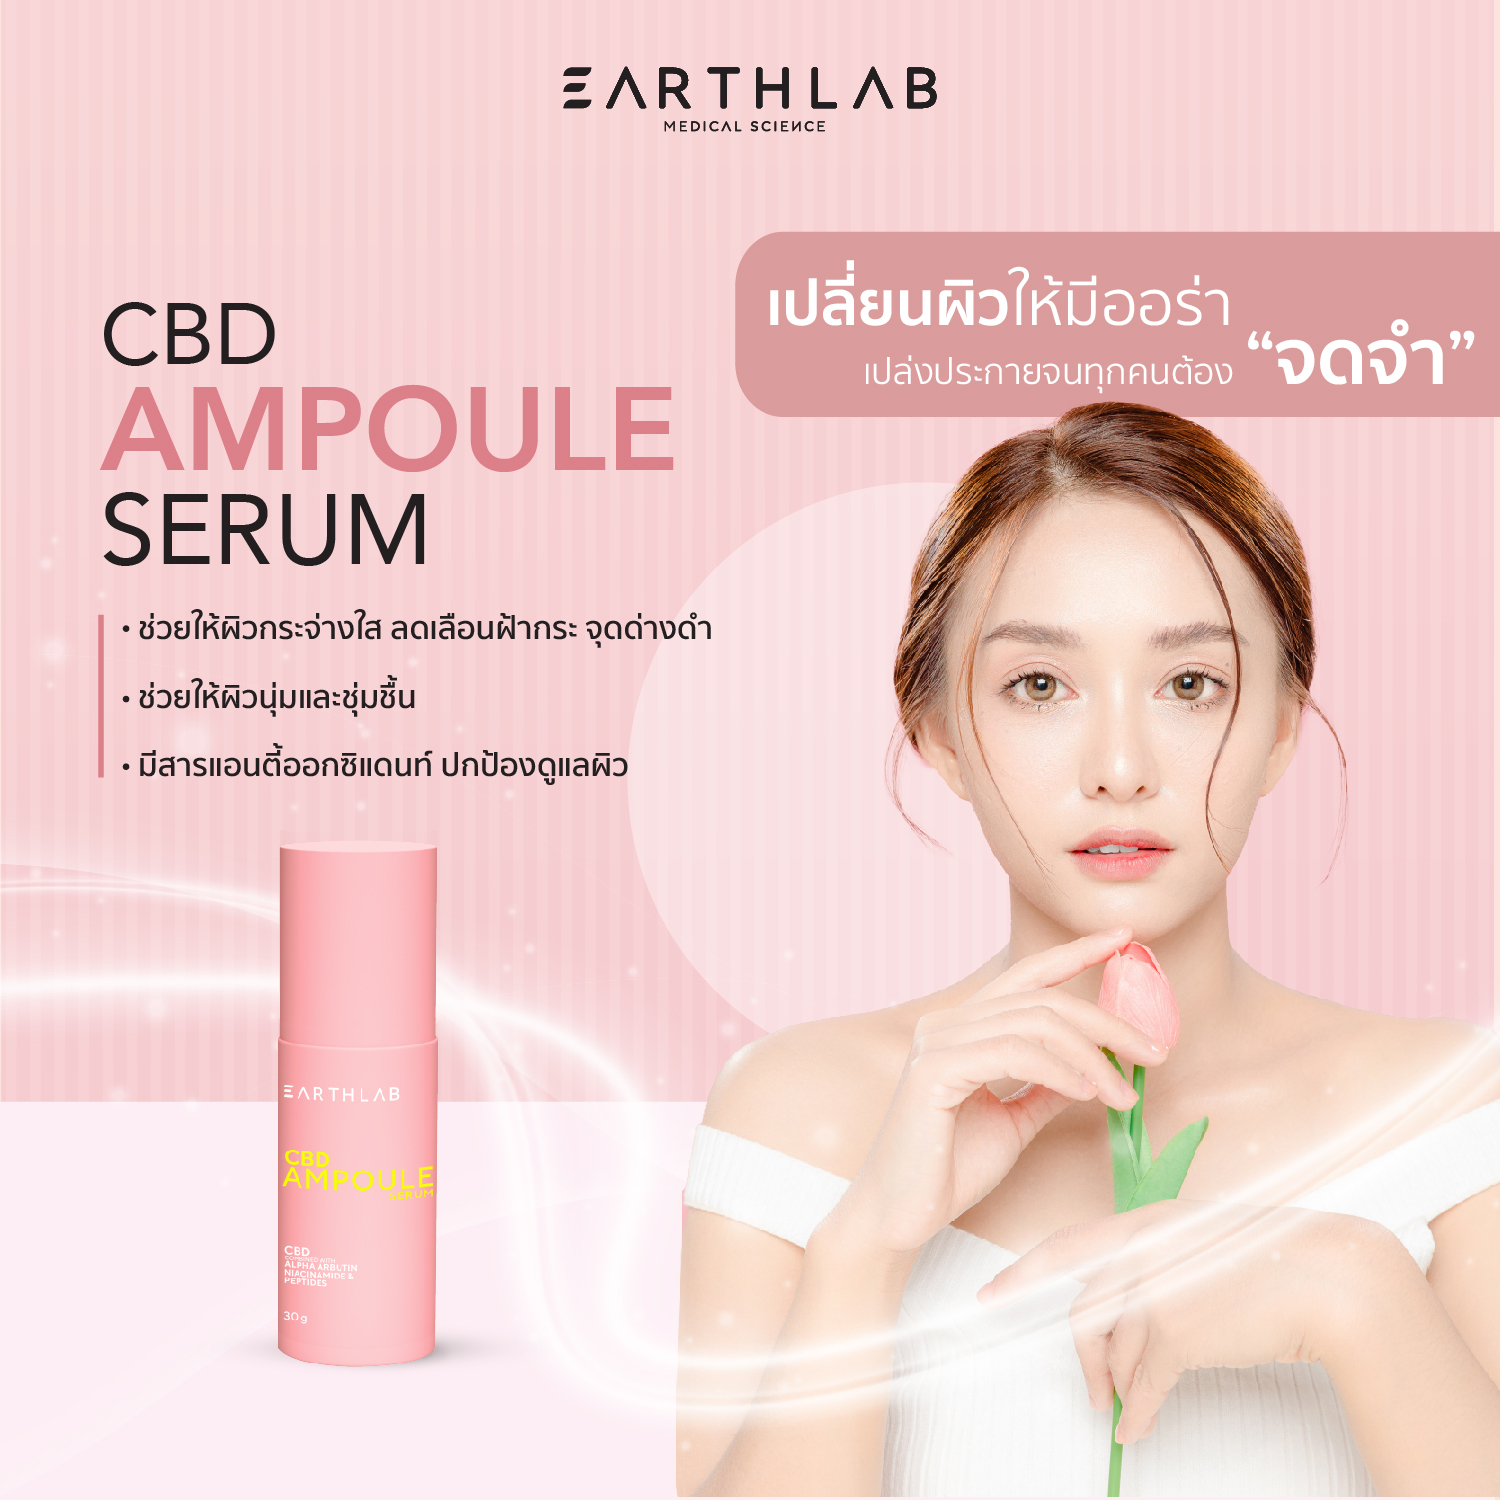 EARTHLAB
MEDICAL SCIENCE
เปลี่ยนผิวให้มีออร่า
เปล่งประกายจนทุกคนต้อง “จดจำ”
CBD
AMPOULE
SERUM
• ช่วยให้ผิวกระจ่างใส ลดเลือนฝ้ากระ จุดด่างดำ
• ช่วยให้ผิวนุ่มและชุ่มชื้น
• มีสารแอนตี้ออกซิแดนท์ ปกป้องดูแลผิว
EARTHLAB
CBD
AMPOULE
SERUM
CBD
COMBINED WITH
ALPHA ARBUTIN
NIACINAMIDE &
PEPTIDES
30g